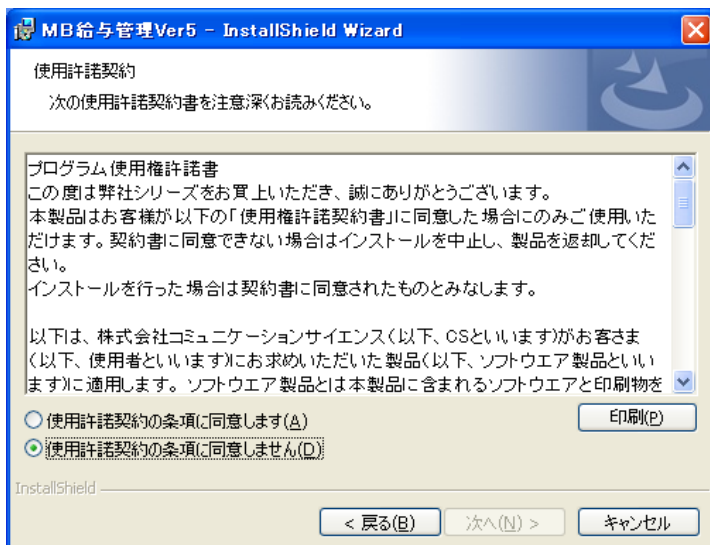 MB給与管理Ver5 - InstallShield Wizard
使用許諾契約
次の使用許諾契約書を注意深くお読みください。
プログラム使用権許諾書
この度は弊社シリーズをお買上いただき、誠にありがとうございます。
本製品はお客様が以下の「使用権許諾契約書」に同意した場合にのみご使用いた
だけます。契約書に同意できない場合はインストールを中止し、製品を返却してくだ
さい。
インストールを行った場合は契約書に同意されたものとみなします。
以下は、株式会社コミュニケーションサイエンス(以下、CSといいます)がお客さま
(以下、使用者といいます)にお求めいただいた製品(以下、ソフトウエア製品といい
ます)に適用します。ソフトウエア製品とは本製品に含まれるソフトウエアと印刷物を
使用許諾契約の条項に同意します(A)
印刷(P)
使用許諾契約の条項に同意しません(D)
InstallShield
< 戻る(B)
次へ(N) >
キャンセル